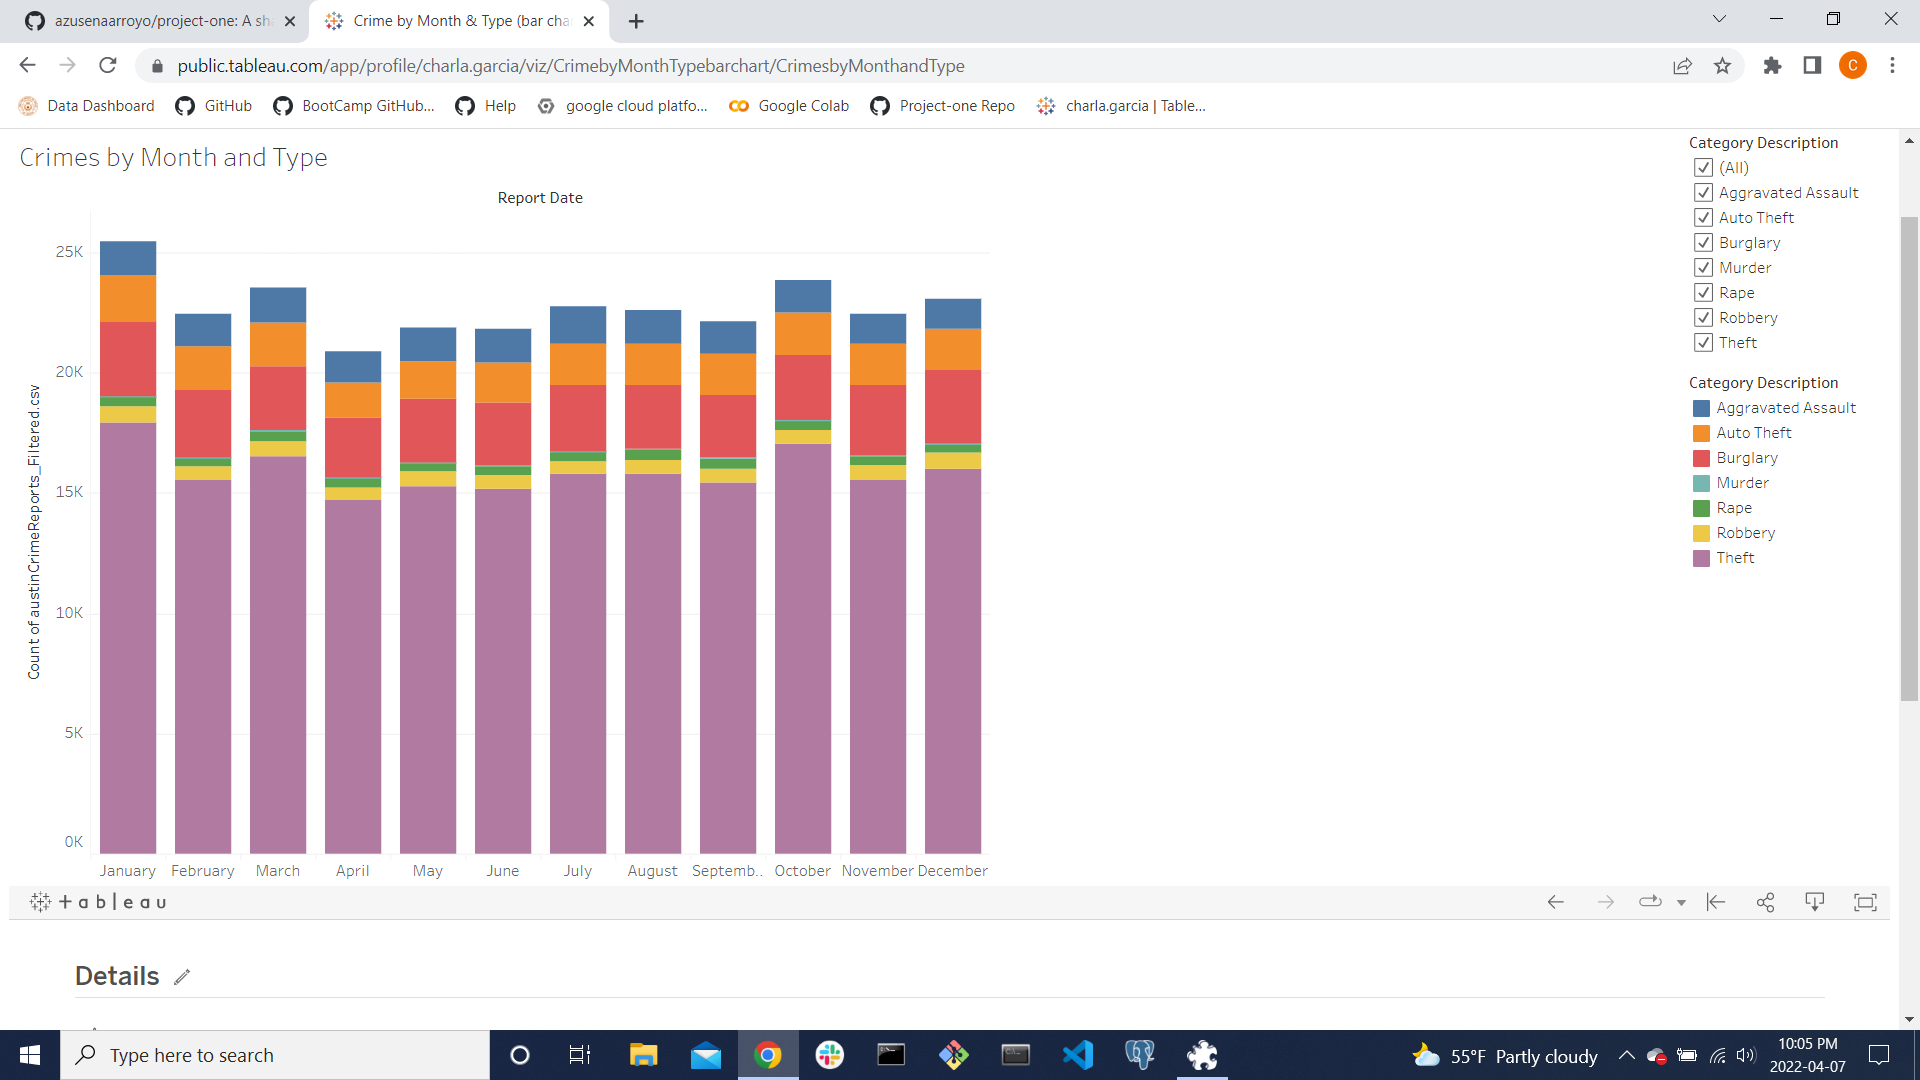 azusenaarroyo/project-one: A sh
Crime by Month & Type (bar cha
public.tableau.com/app/profile/charla.garcia/viz/CrimebyMonthTypebarchart/CrimesbyMonthandType
C
Data Dashboard
GitHub
BootCamp GitHub...
Help
google cloud platfo...
Google Colab
Project-one Repo
charla.garcia | Table...
Crimes by Month and Type
Report Date
Count of austinCrimeReports_Filtered.csv
25K
20K
15K
10K
5K
0K
January
February
March
April
May
June
July
August
Septemb..
October
November
December
Category Description
(All)
Aggravated Assault
Auto Theft
Burglary
Murder
Rape
Robbery
Theft
Category Description
Aggravated Assault
Auto Theft
Burglary
Murder
Rape
Robbery
Theft
+ableau
Details
Type here to search
55°F Partly cloudy
10:05 PM
2022-04-07